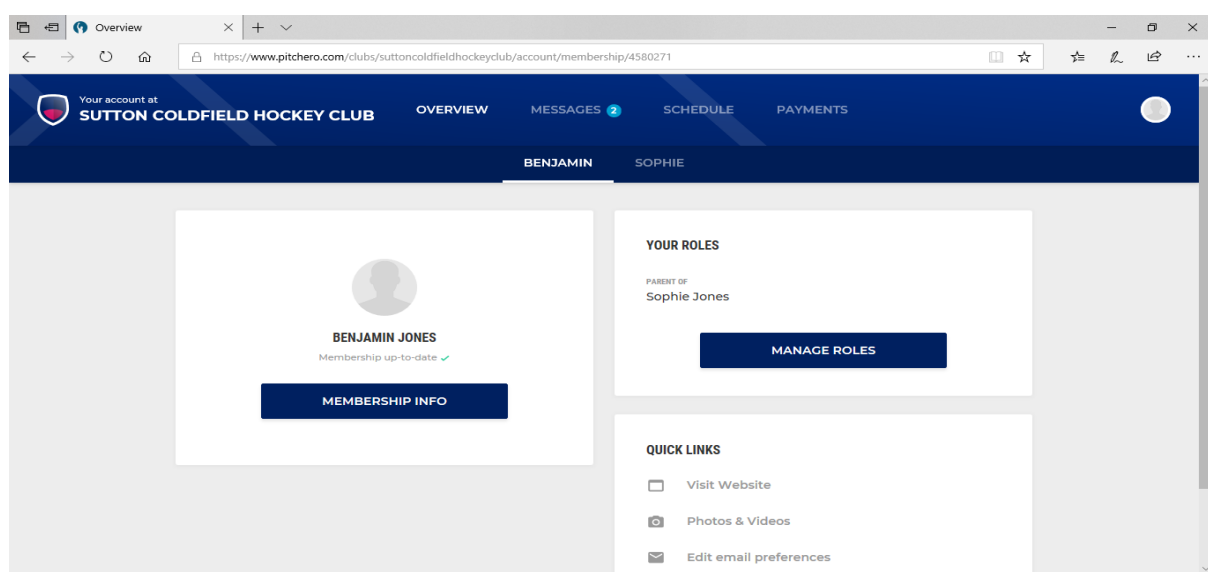 Overview
https://www.pitchero.com/clubs/suttoncoldfieldhockeyclub/account/membership/4580271
Your account at
SUTTON COLDFIELD HOCKEY CLUB
OVERVIEW
MESSAGES 2
SCHEDULE
PAYMENTS
BENJAMIN
SOPHIE
BENJAMIN JONES
Membership up-to-date
MEMBERSHIP INFO
YOUR ROLES
PARENT OF
Sophie Jones
MANAGE ROLES
QUICK LINKS
Visit Website
Photos & Videos
Edit email preferences